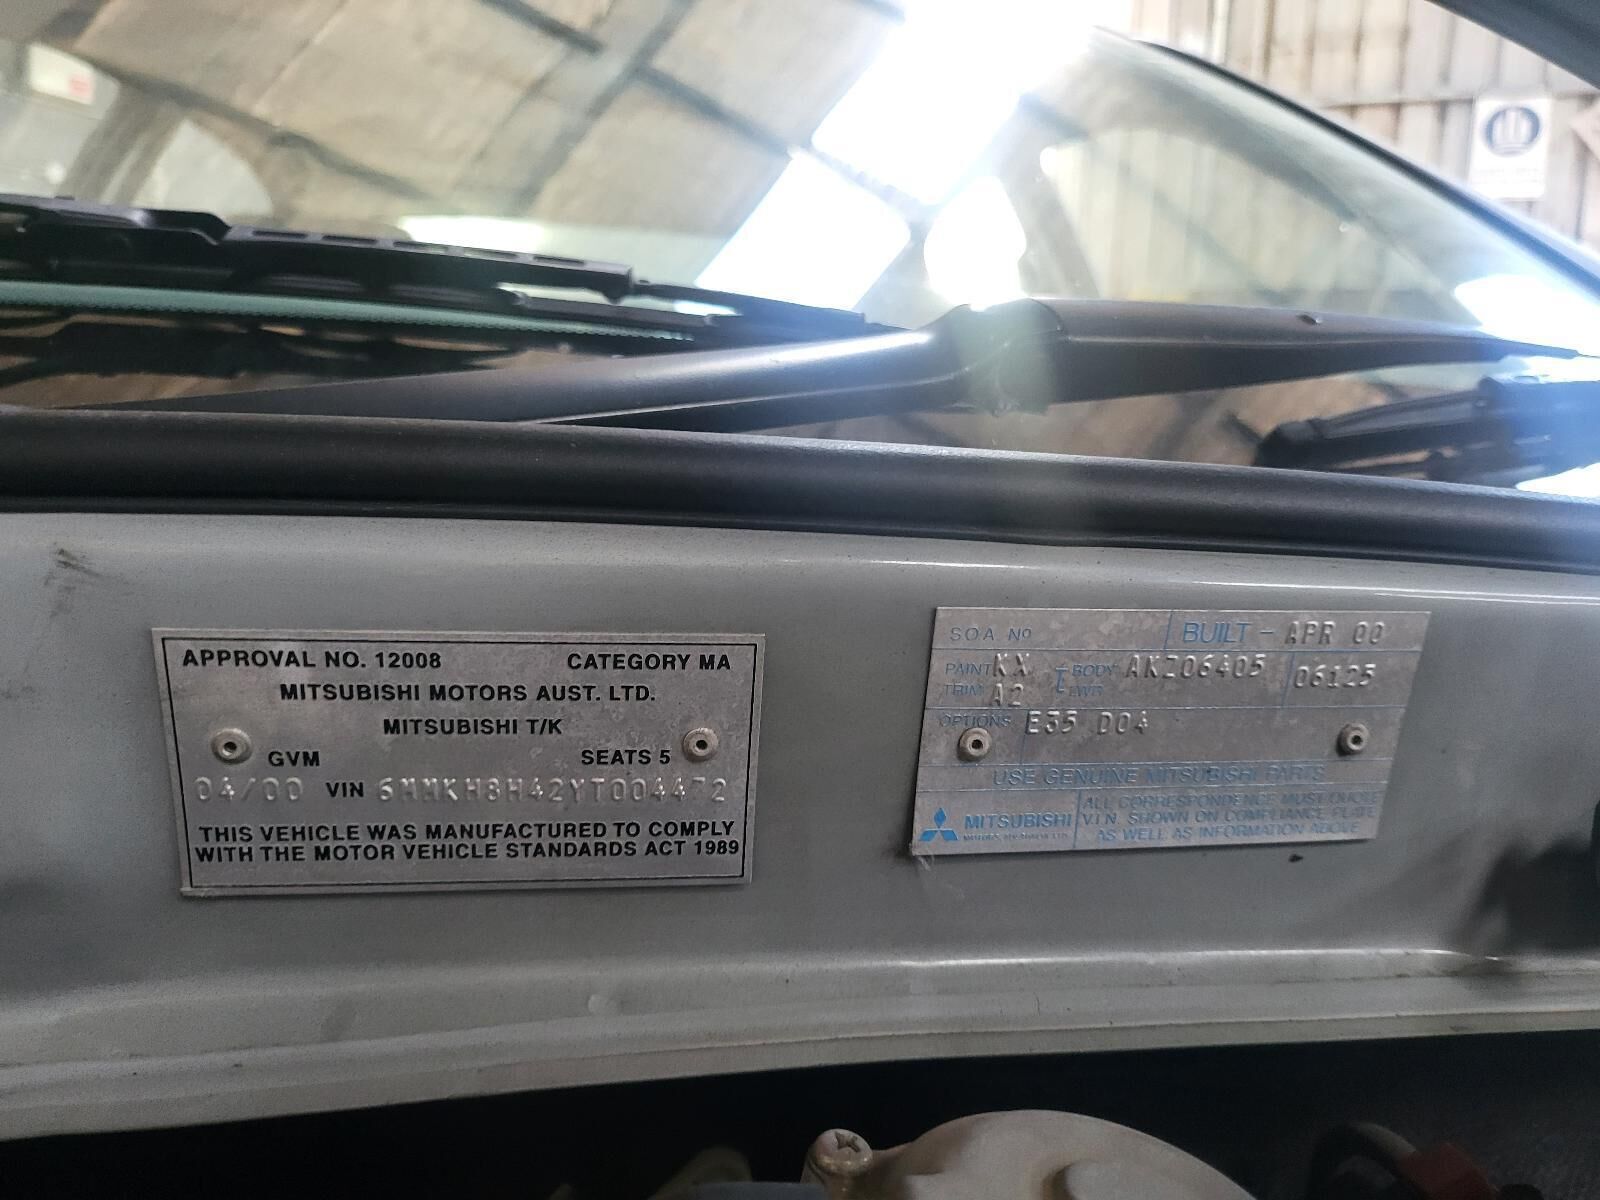 APPROVAL NO. 12008 CATEGORY MA
MITSUBISHI MOTORS AUST. LTD.
MITSUBISHI T/K
GVM SEATS 5
04/00 VIN 6MMKH8H42YT004472
THIS VEHICLE WAS MANUFACTURED TO COMPLY
WITH THE MOTOR VEHICLE STANDARDS ACT 1989
S.O.A. No BUILT - APR 00
PAINT KX BODY AKZ06405 06125
TRIM A2 LWR
OPTIONS E35 D04
USE GENUINE MITSUBISHI PARTS
MITSUBISHI
ALL CORRESPONDENCE MUST QUOTE
V.I.N. SHOWN ON COMPLIANCE PLATE
AS WELL AS INFORMATION ABOVE